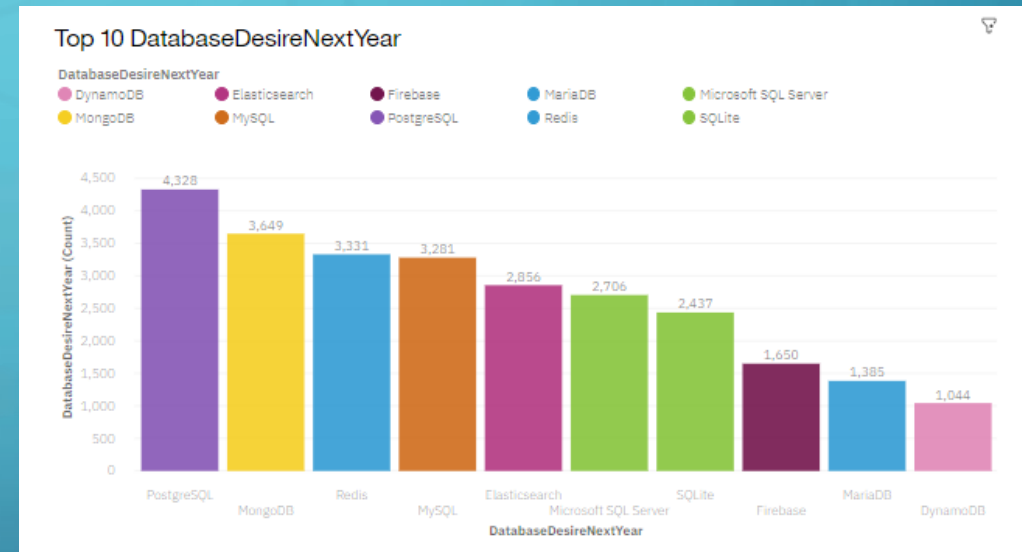 Top 10 DatabaseDesireNextYear
DatabaseDesireNextYear
DynamoDB Elasticsearch Firebase MariaDB Microsoft SQL Server
MongoDB MySQL PostgreSQL Redis SQLite
DatabaseDesireNextYear (Count)
4,500
4,000
3,500
3,000
2,500
2,000
1,500
1,000
500
0
4,328
3,649
3,331
3,281
2,856
2,706
2,437
1,650
1,385
1,044
PostgreSQL Redis Elasticsearch SQLite MariaDB
MongoDB MySQL Microsoft SQL Server Firebase DynamoDB
DatabaseDesireNextYear